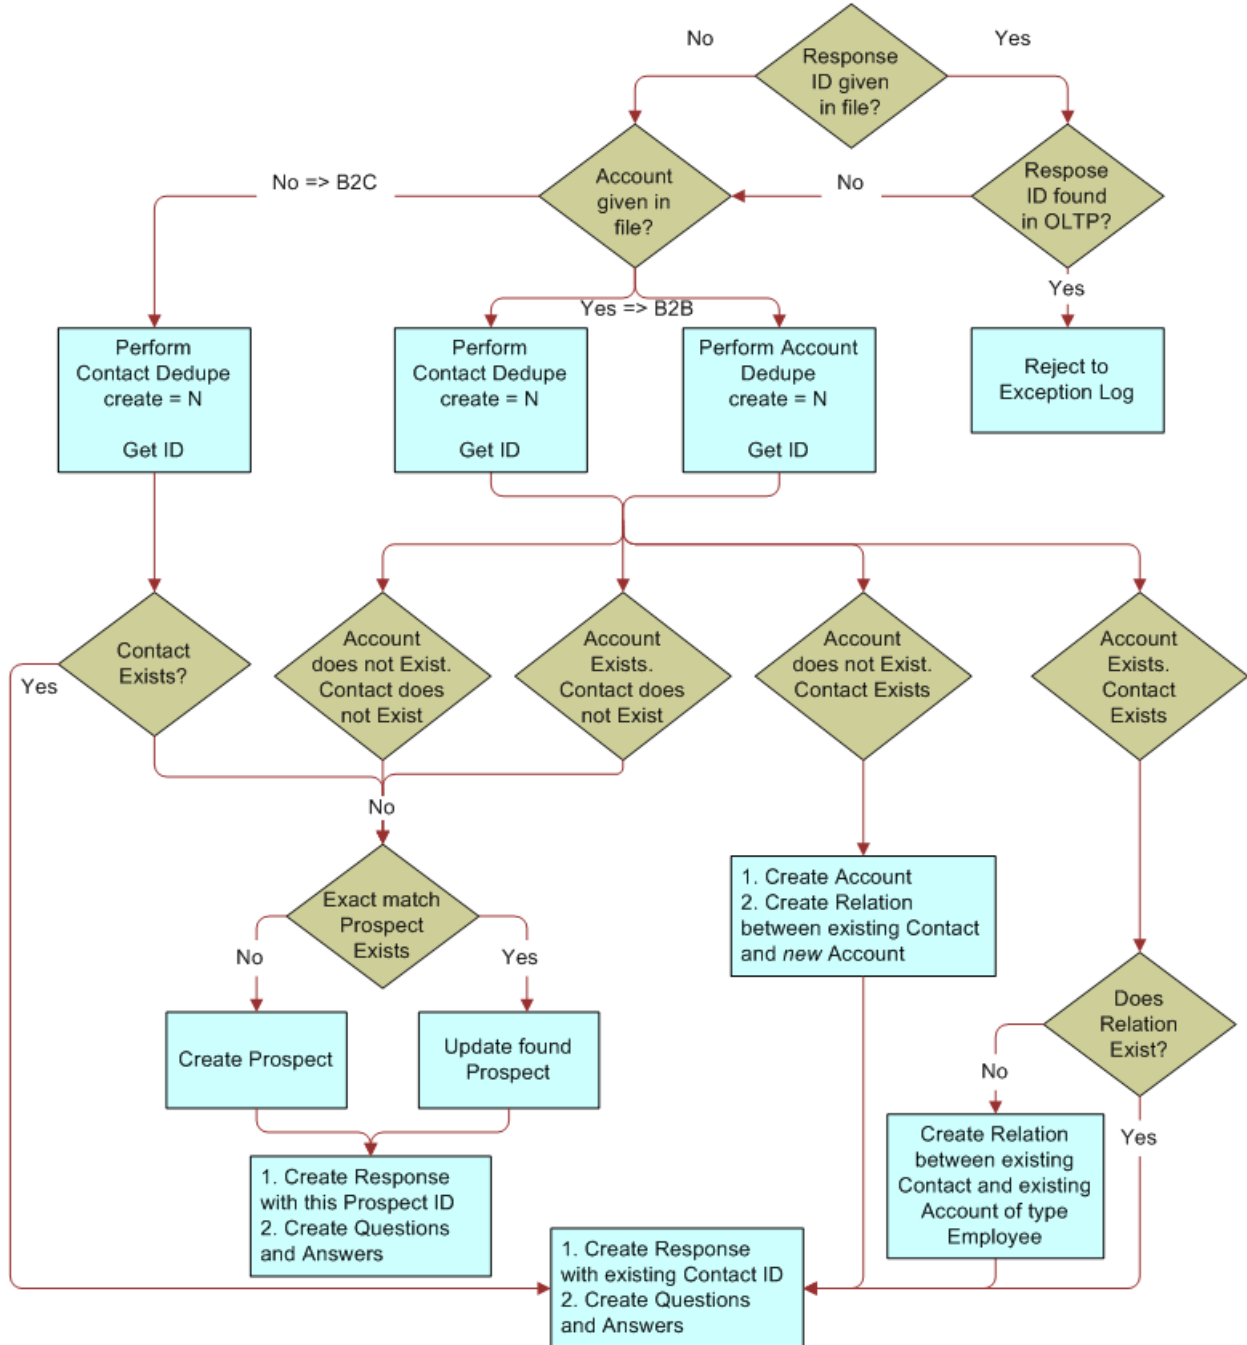 No
Yes
Response
ID given
in file?
No => B2C
Account
given in
file?
No
Respose
ID found
in OLTP?
Yes => B2B
Yes
Perform
Contact Dedupe
create = N
Get ID
Perform
Contact Dedupe
create = N
Get ID
Perform Account
Dedupe
create = N
Get ID
Reject to
Exception Log
Contact
Exists?
Yes
Account
does not Exist.
Contact does
not Exist
Account
Exists.
Contact does
not Exist
Account
does not Exist.
Contact Exists
Account
Exists.
Contact
Exists
No
Exact match
Prospect
Exists
No
Yes
1. Create Account
2. Create Relation
between existing Contact
and new Account
Does
Relation
Exist?
No
Yes
Create Prospect
Update found
Prospect
Create Relation
between existing
Contact and existing
Account of type
Employee
1. Create Response
with this Prospect ID
2. Create Questions
and Answers
1. Create Response
with existing Contact ID
2. Create Questions
and Answers